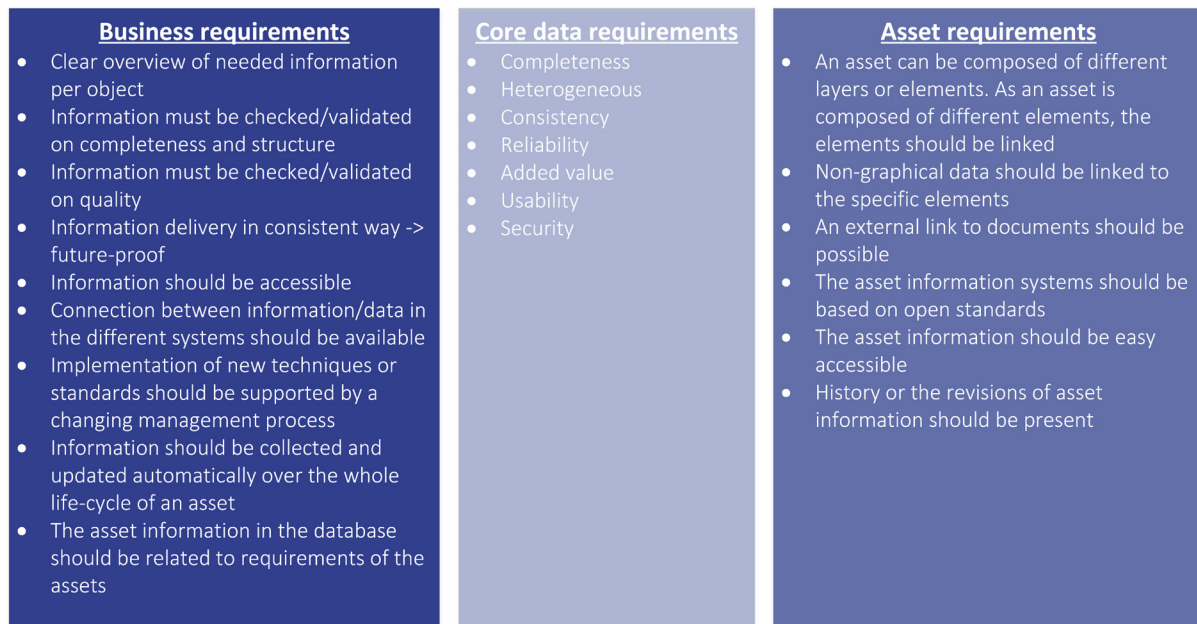 Business requirements
• Clear overview of needed information
per object
• Information must be checked/validated
on completeness and structure
• Information must be checked/validated
on quality
• Information delivery in consistent way ->
future-proof
• Information should be accessible
• Connection between information/data in
the different systems should be available
• Implementation of new techniques or
standards should be supported by a
changing management process
• Information should be collected and
updated automatically over the whole
life-cycle of an asset
• The asset information in the database
should be related to requirements of the
assets
Core data requirements
• Completeness
• Heterogeneous
• Consistency
• Reliability
• Added value
• Usability
• Security
Asset requirements
• An asset can be composed of different
layers or elements. As an asset is
composed of different elements, the
elements should be linked
• Non-graphical data should be linked to
the specific elements
• An external link to documents should be
possible
• The asset information systems should be
based on open standards
• The asset information should be easy
accessible
• History or the revisions of asset
information should be present